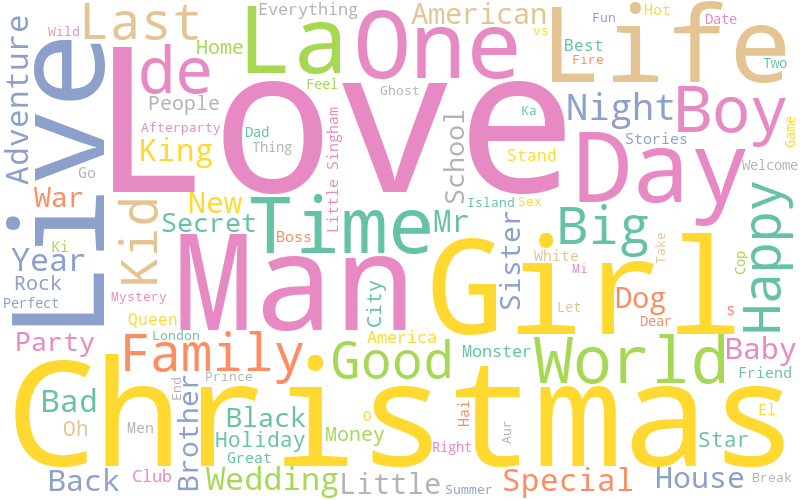 Wild
Last
Everything
American
Hot
Date
Fun
La
One
Life
vs
Adventure
Live
Home
de
Best
Two
Fire
Love
Feel
Ghost
People
Night
Boy
Ka
Game
Afterparty
Dad
Thing
King
Little Singham
School
Stand
Stories
Day
Welcome
Go
War
Kid
New
Secret
Time
Mr
Island
Sex
Big
Happy
Year
Ki
Boss
Man
Girl
Sister
White
Take
Cop
Rock
Perfect
Mystery
City
Let
Mi
Dog
s
Dear
Queen
London
America
Party
Family
Good
Monster
World
Baby
Friend
Christmas
End
Prince
Bad
Brother
Black
O
Hai
El
Oh
Men
Holiday
Money
Right
Aur
Star
Great
Back
Club
Wedding
Little
Summer
Special
House
Break